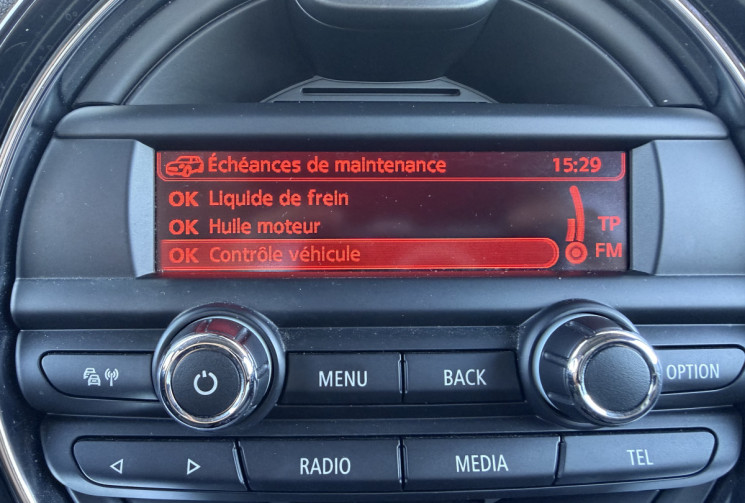 Échéances de maintenance 15:29
OK Liquide de frein
OK Huile moteur TP
OK Contrôle véhicule FM
MENU BACK OPTION
RADIO MEDIA TEL